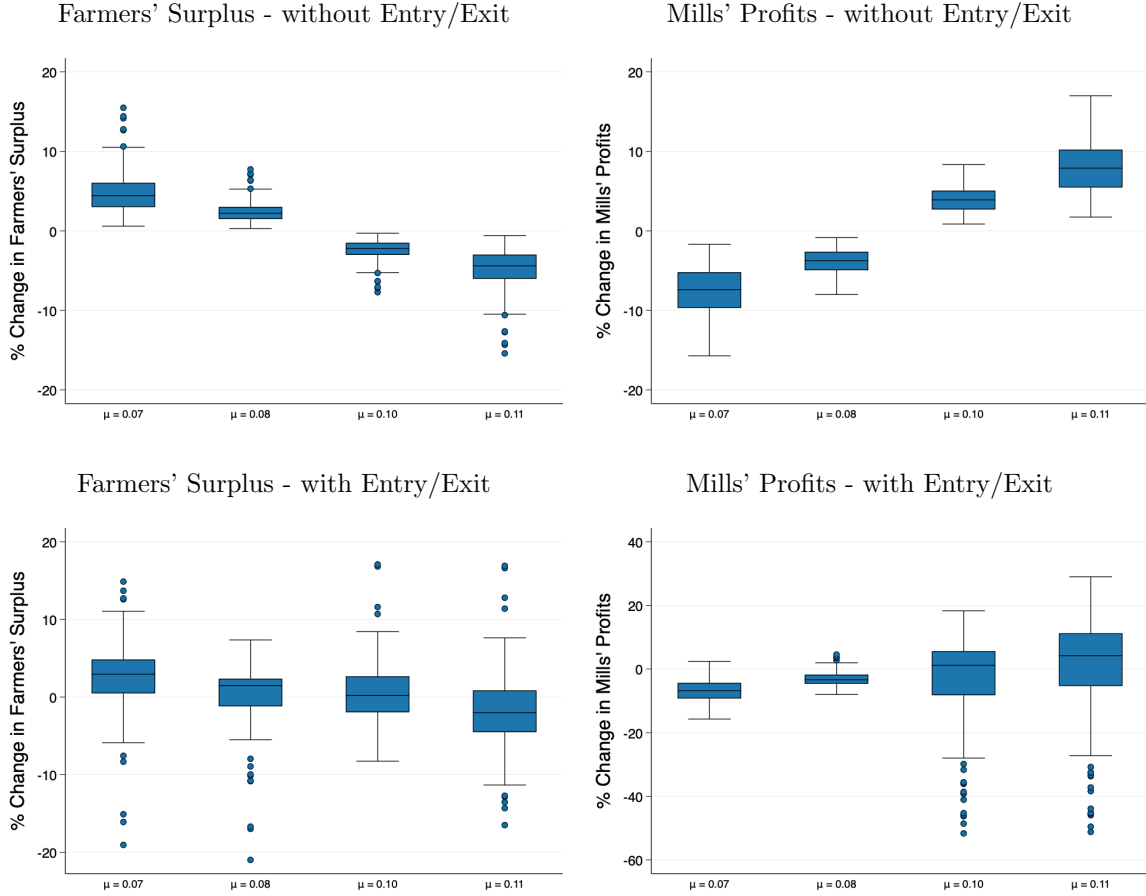 Farmers' Surplus - without Entry/Exit
% Change in Farmers' Surplus
20
10
0
-10
-20
μ = 0.07
μ = 0.08
μ = 0.10
μ = 0.11
Mills' Profits - without Entry/Exit
% Change in Mills' Profits
20
10
0
-10
-20
μ = 0.07
μ = 0.08
μ = 0.10
μ = 0.11
Farmers' Surplus - with Entry/Exit
% Change in Farmers' Surplus
20
10
0
-10
-20
μ = 0.07
μ = 0.08
μ = 0.10
μ = 0.11
Mills' Profits - with Entry/Exit
% Change in Mills' Profits
40
20
0
-20
-40
-60
μ = 0.07
μ = 0.08
μ = 0.10
μ = 0.11